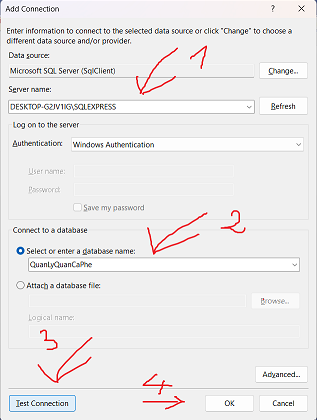 Add Connection
Enter information to connect to the selected data source or click "Change" to choose a
different data source and/or provider.
1
Data source:
Microsoft SQL Server (SqlClient)
Change...
Server name:
DESKTOP-G2JV1IG\SQLEXPRESS
Refresh
Log on to the server
Authentication:
Windows Authentication
User name:
Password:
Save my password
2
Connect to a database
Select or enter a database name:
QuanLyQuanCaPhe
Attach a database file:
Browse...
Logical name:
3
Advanced...
4
Test Connection
OK
Cancel